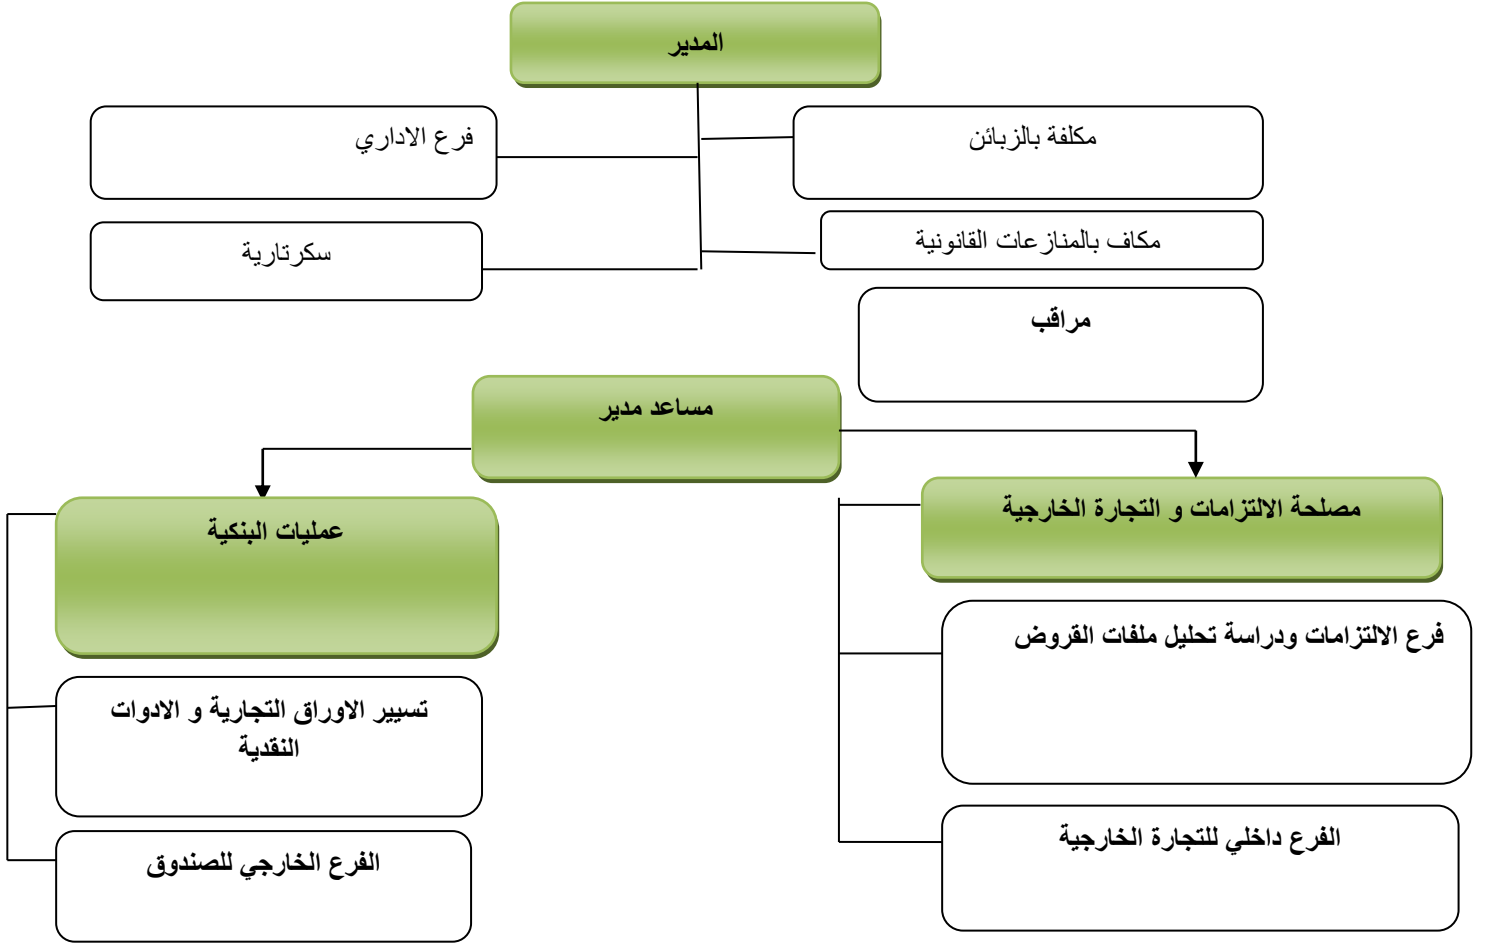 المدير
مكلفة بالزبائن
فرع الاداري
مكاف بالمنازعات القانونية
سكرتارية
مراقب
مساعد مدير
مصلحة الالتزامات و التجارة الخارجية
عمليات البنكية
فرع الالتزامات ودراسة تحليل ملفات القروض
تسيير الاوراق التجارية و الادوات
النقدية
الفرع داخلي للتجارة الخارجية
الفرع الخارجي للصندوق